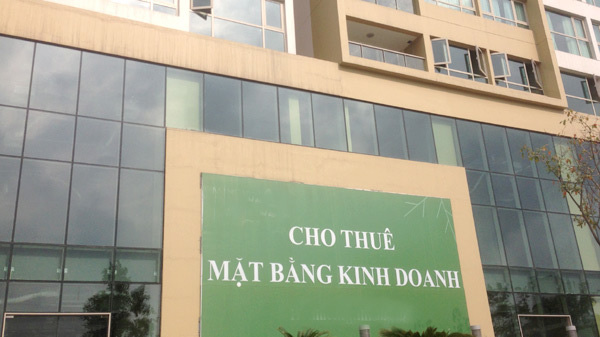 CHO THUÊ
MẶT BẰNG KINH DOANH